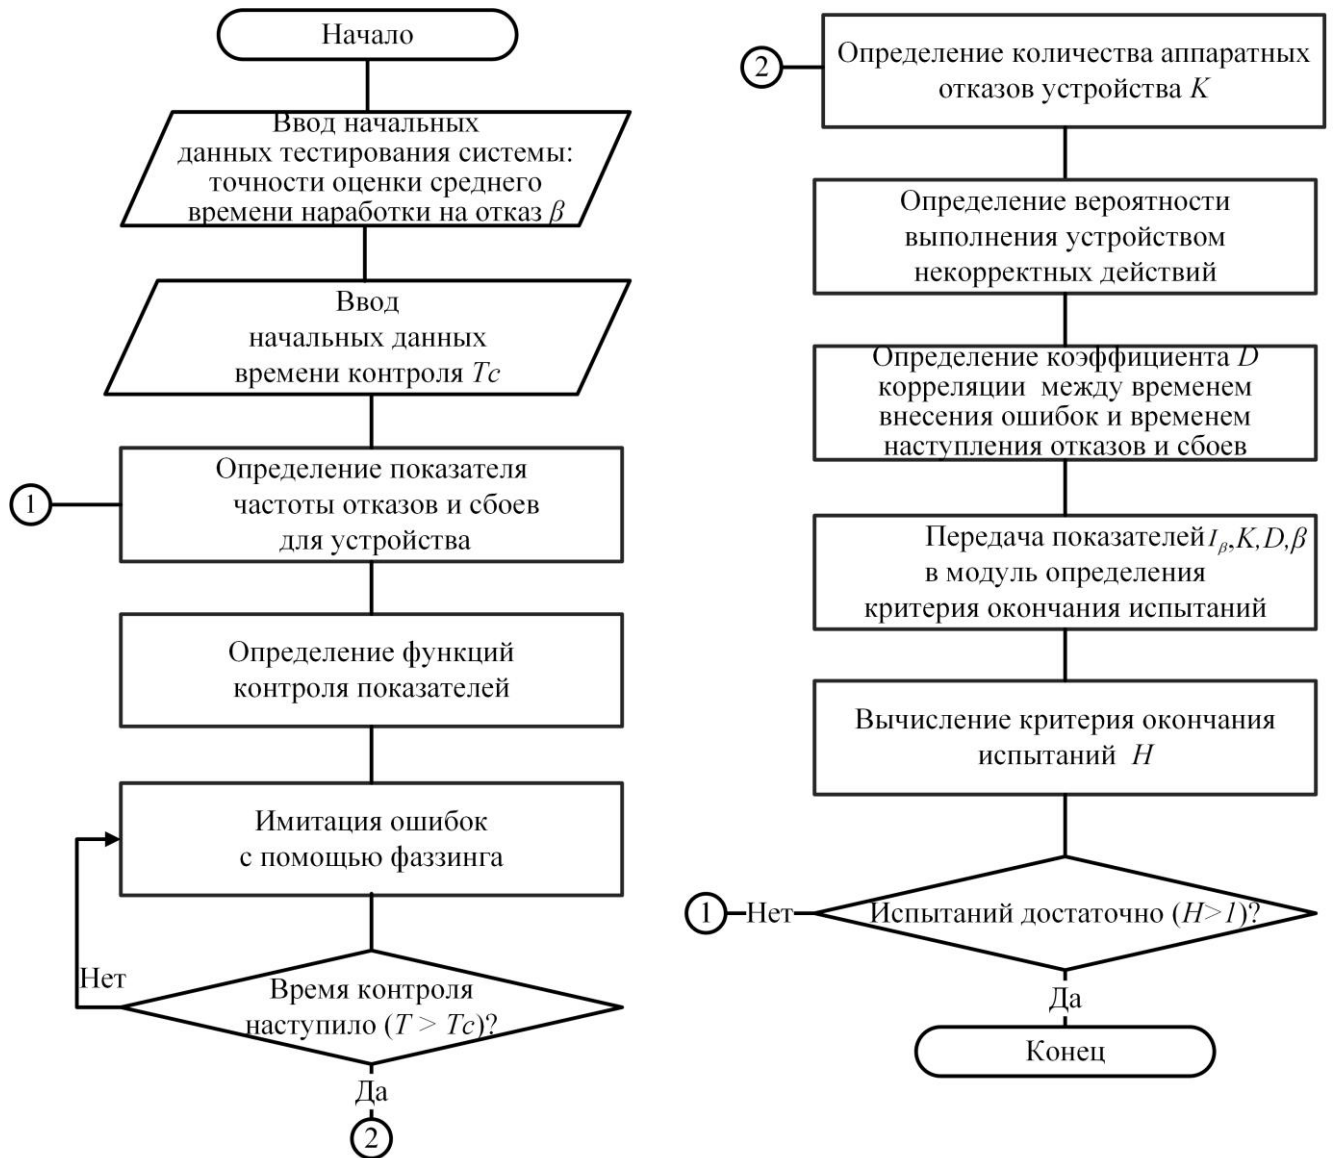 Начало
Ввод начальных
данных тестирования системы:
точности оценки среднего
времени наработки на отказ β
Ввод
начальных данных
времени контроля Tc
1
Определение показателя
частоты отказов и сбоев
для устройства
Определение функций
контроля показателей
Имитация ошибок
с помощью фаззинга
Нет
Время контроля
наступило (T > Tc)?
Да
2
2
Определение количества аппаратных
отказов устройства K
Определение вероятности
выполнения устройством
некорректных действий
Определение коэффициента D
корреляции между временем
внесения ошибок и временем
наступления отказов и сбоев
Передача показателей I_β,K,D,β
в модуль определения
критерия окончания испытаний
Вычисление критерия окончания
испытаний H
1
Нет
Испытаний достаточно (H>1)?
Да
Конец